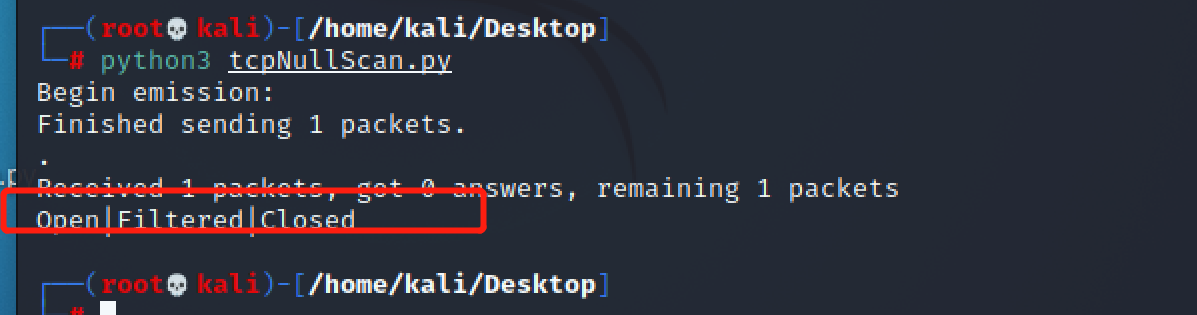 ┌──(root💀kali)-[/home/kali/Desktop]
└─# python3 tcpNullScan.py
Begin emission:
Finished sending 1 packets.
.
Received 1 packets, got 0 answers, remaining 1 packets
Open|Filtered|Closed
┌──(root💀kali)-[/home/kali/Desktop]
└─#